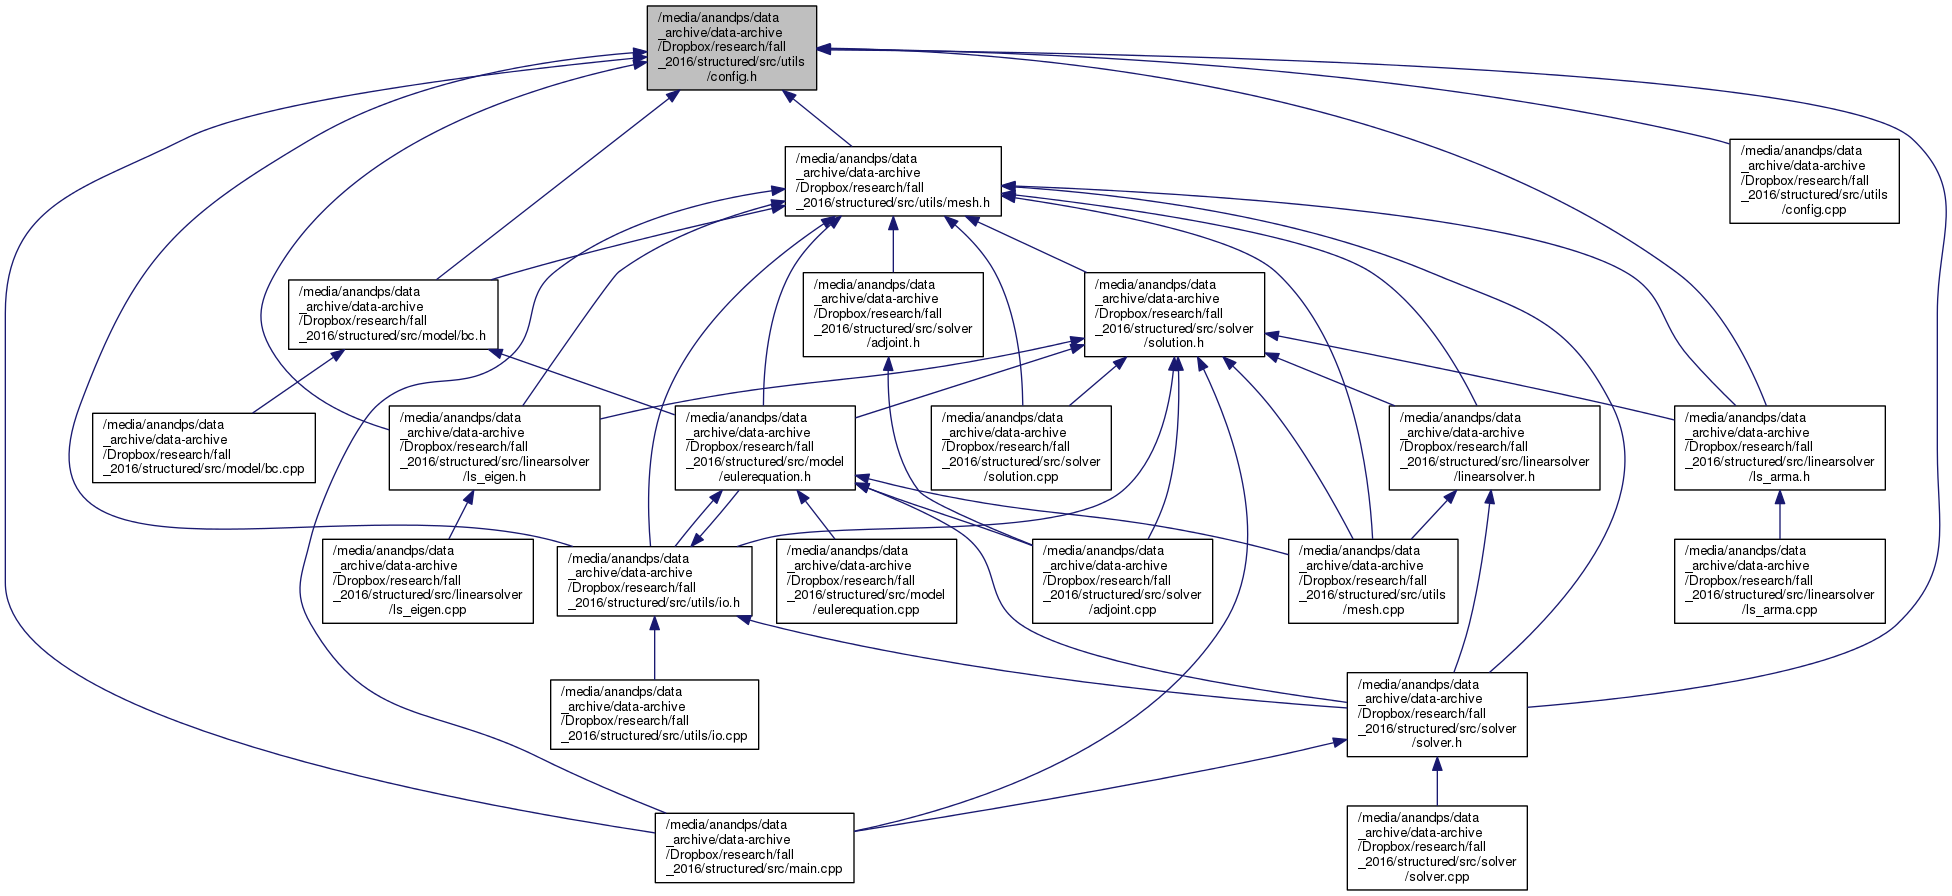 /media/anandps/data
_archive/data-archive
/Dropbox/research/fall
_2016/structured/src/utils
/config.h
/media/anandps/data
_archive/data-archive
/Dropbox/research/fall
_2016/structured/src/utils/mesh.h
/media/anandps/data
_archive/data-archive
/Dropbox/research/fall
_2016/structured/src/utils
/config.cpp
/media/anandps/data
_archive/data-archive
/Dropbox/research/fall
_2016/structured/src/model/bc.h
/media/anandps/data
_archive/data-archive
/Dropbox/research/fall
_2016/structured/src/solver
/adjoint.h
/media/anandps/data
_archive/data-archive
/Dropbox/research/fall
_2016/structured/src/solver
/solution.h
/media/anandps/data
_archive/data-archive
/Dropbox/research/fall
_2016/structured/src/model/bc.cpp
/media/anandps/data
_archive/data-archive
/Dropbox/research/fall
_2016/structured/src/linearsolver
/ls_eigen.h
/media/anandps/data
_archive/data-archive
/Dropbox/research/fall
_2016/structured/src/model
/eulerequation.h
/media/anandps/data
_archive/data-archive
/Dropbox/research/fall
_2016/structured/src/solver
/solution.cpp
/media/anandps/data
_archive/data-archive
/Dropbox/research/fall
_2016/structured/src/linearsolver
/linearsolver.h
/media/anandps/data
_archive/data-archive
/Dropbox/research/fall
_2016/structured/src/linearsolver
/ls_arma.h
/media/anandps/data
_archive/data-archive
/Dropbox/research/fall
_2016/structured/src/linearsolver
/ls_eigen.cpp
/media/anandps/data
_archive/data-archive
/Dropbox/research/fall
_2016/structured/src/utils/io.h
/media/anandps/data
_archive/data-archive
/Dropbox/research/fall
_2016/structured/src/model
/eulerequation.cpp
/media/anandps/data
_archive/data-archive
/Dropbox/research/fall
_2016/structured/src/solver
/adjoint.cpp
/media/anandps/data
_archive/data-archive
/Dropbox/research/fall
_2016/structured/src/utils
/mesh.cpp
/media/anandps/data
_archive/data-archive
/Dropbox/research/fall
_2016/structured/src/linearsolver
/ls_arma.cpp
/media/anandps/data
_archive/data-archive
/Dropbox/research/fall
_2016/structured/src/utils/io.cpp
/media/anandps/data
_archive/data-archive
/Dropbox/research/fall
_2016/structured/src/solver
/solver.h
/media/anandps/data
_archive/data-archive
/Dropbox/research/fall
_2016/structured/src/main.cpp
/media/anandps/data
_archive/data-archive
/Dropbox/research/fall
_2016/structured/src/solver
/solver.cpp